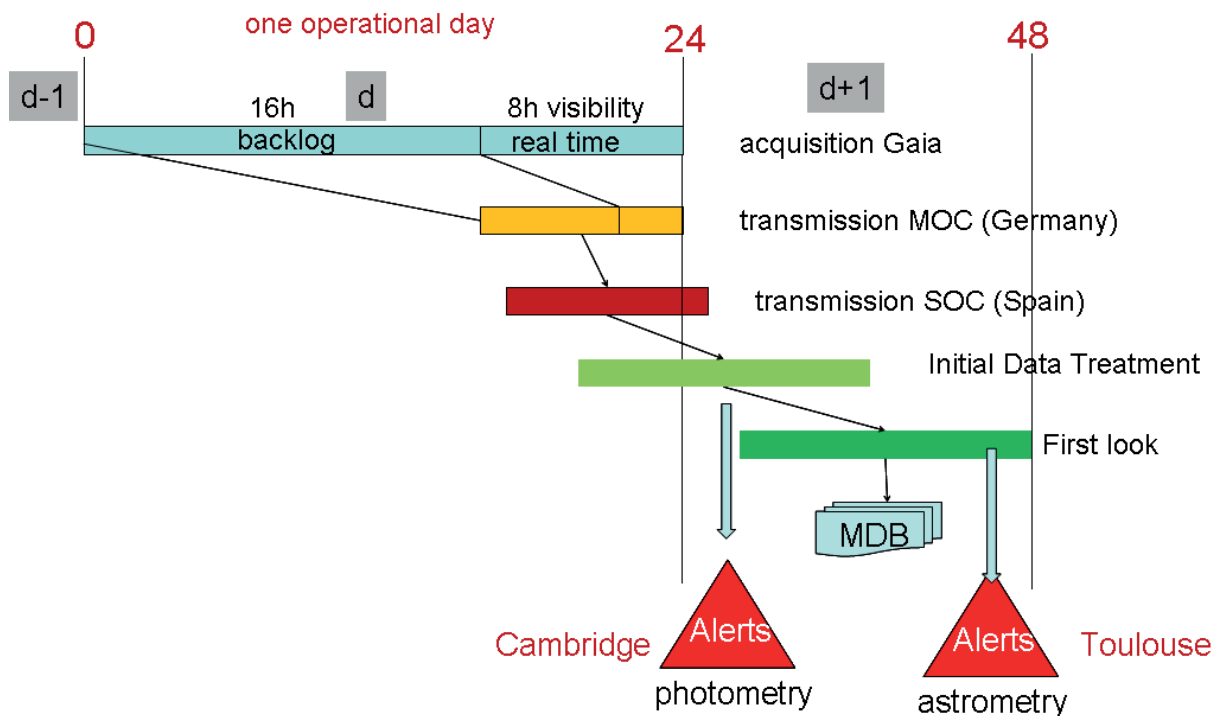 one operational day
0
24
48
d-1
d
d+1
16h
8h visibility
backlog
real time
acquisition Gaia
transmission MOC (Germany)
transmission SOC (Spain)
Initial Data Treatment
First look
MDB
Cambridge
Alerts
Alerts
Toulouse
photometry
astrometry